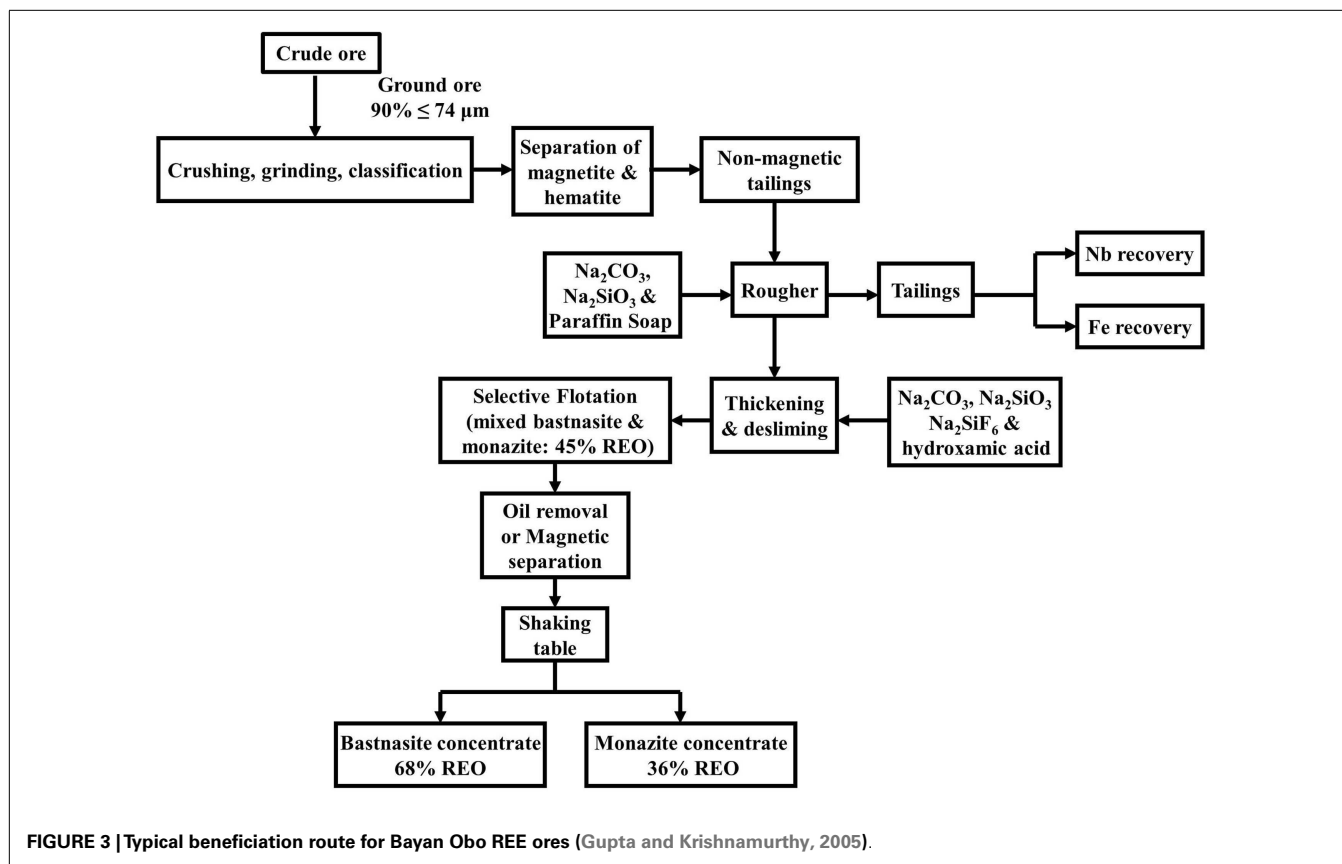 Crude ore
Ground ore
90% ≤ 74 μm
Crushing, grinding, classification
Separation of
magnetite &
hematite
Non-magnetic
tailings
Na₂CO₃,
Na₂SiO₃ &
Paraffin Soap
Rougher
Tailings
Nb recovery
Fe recovery
Selective Flotation
(mixed bastnasite &
monazite: 45% REO)
Thickening
& desliming
Na₂CO₃, Na₂SiO₃
Na₂SiF₆ &
hydroxamic acid
Oil removal
or Magnetic
separation
Shaking
table
Bastnasite concentrate
68% REO
Monazite concentrate
36% REO
FIGURE 3 | Typical beneficiation route for Bayan Obo REE ores (Gupta and Krishnamurthy, 2005).